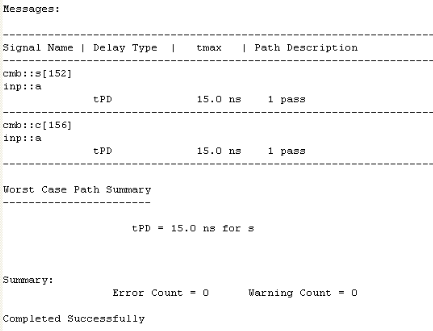 Messages:
--------------------------------------------------------------------
Signal Name | Delay Type  |   tmax   | Path Description
--------------------------------------------------------------------
cmb::s[152]
inp::a
              tPD             15.0 ns    1 pass
--------------------------------------------------------------------
cmb::c[156]
inp::a
              tPD             15.0 ns    1 pass
--------------------------------------------------------------------
Worst Case Path Summary
-----------------------
                    tPD = 15.0 ns for s
Summary:
                 Error Count = 0      Warning Count = 0
Completed Successfully